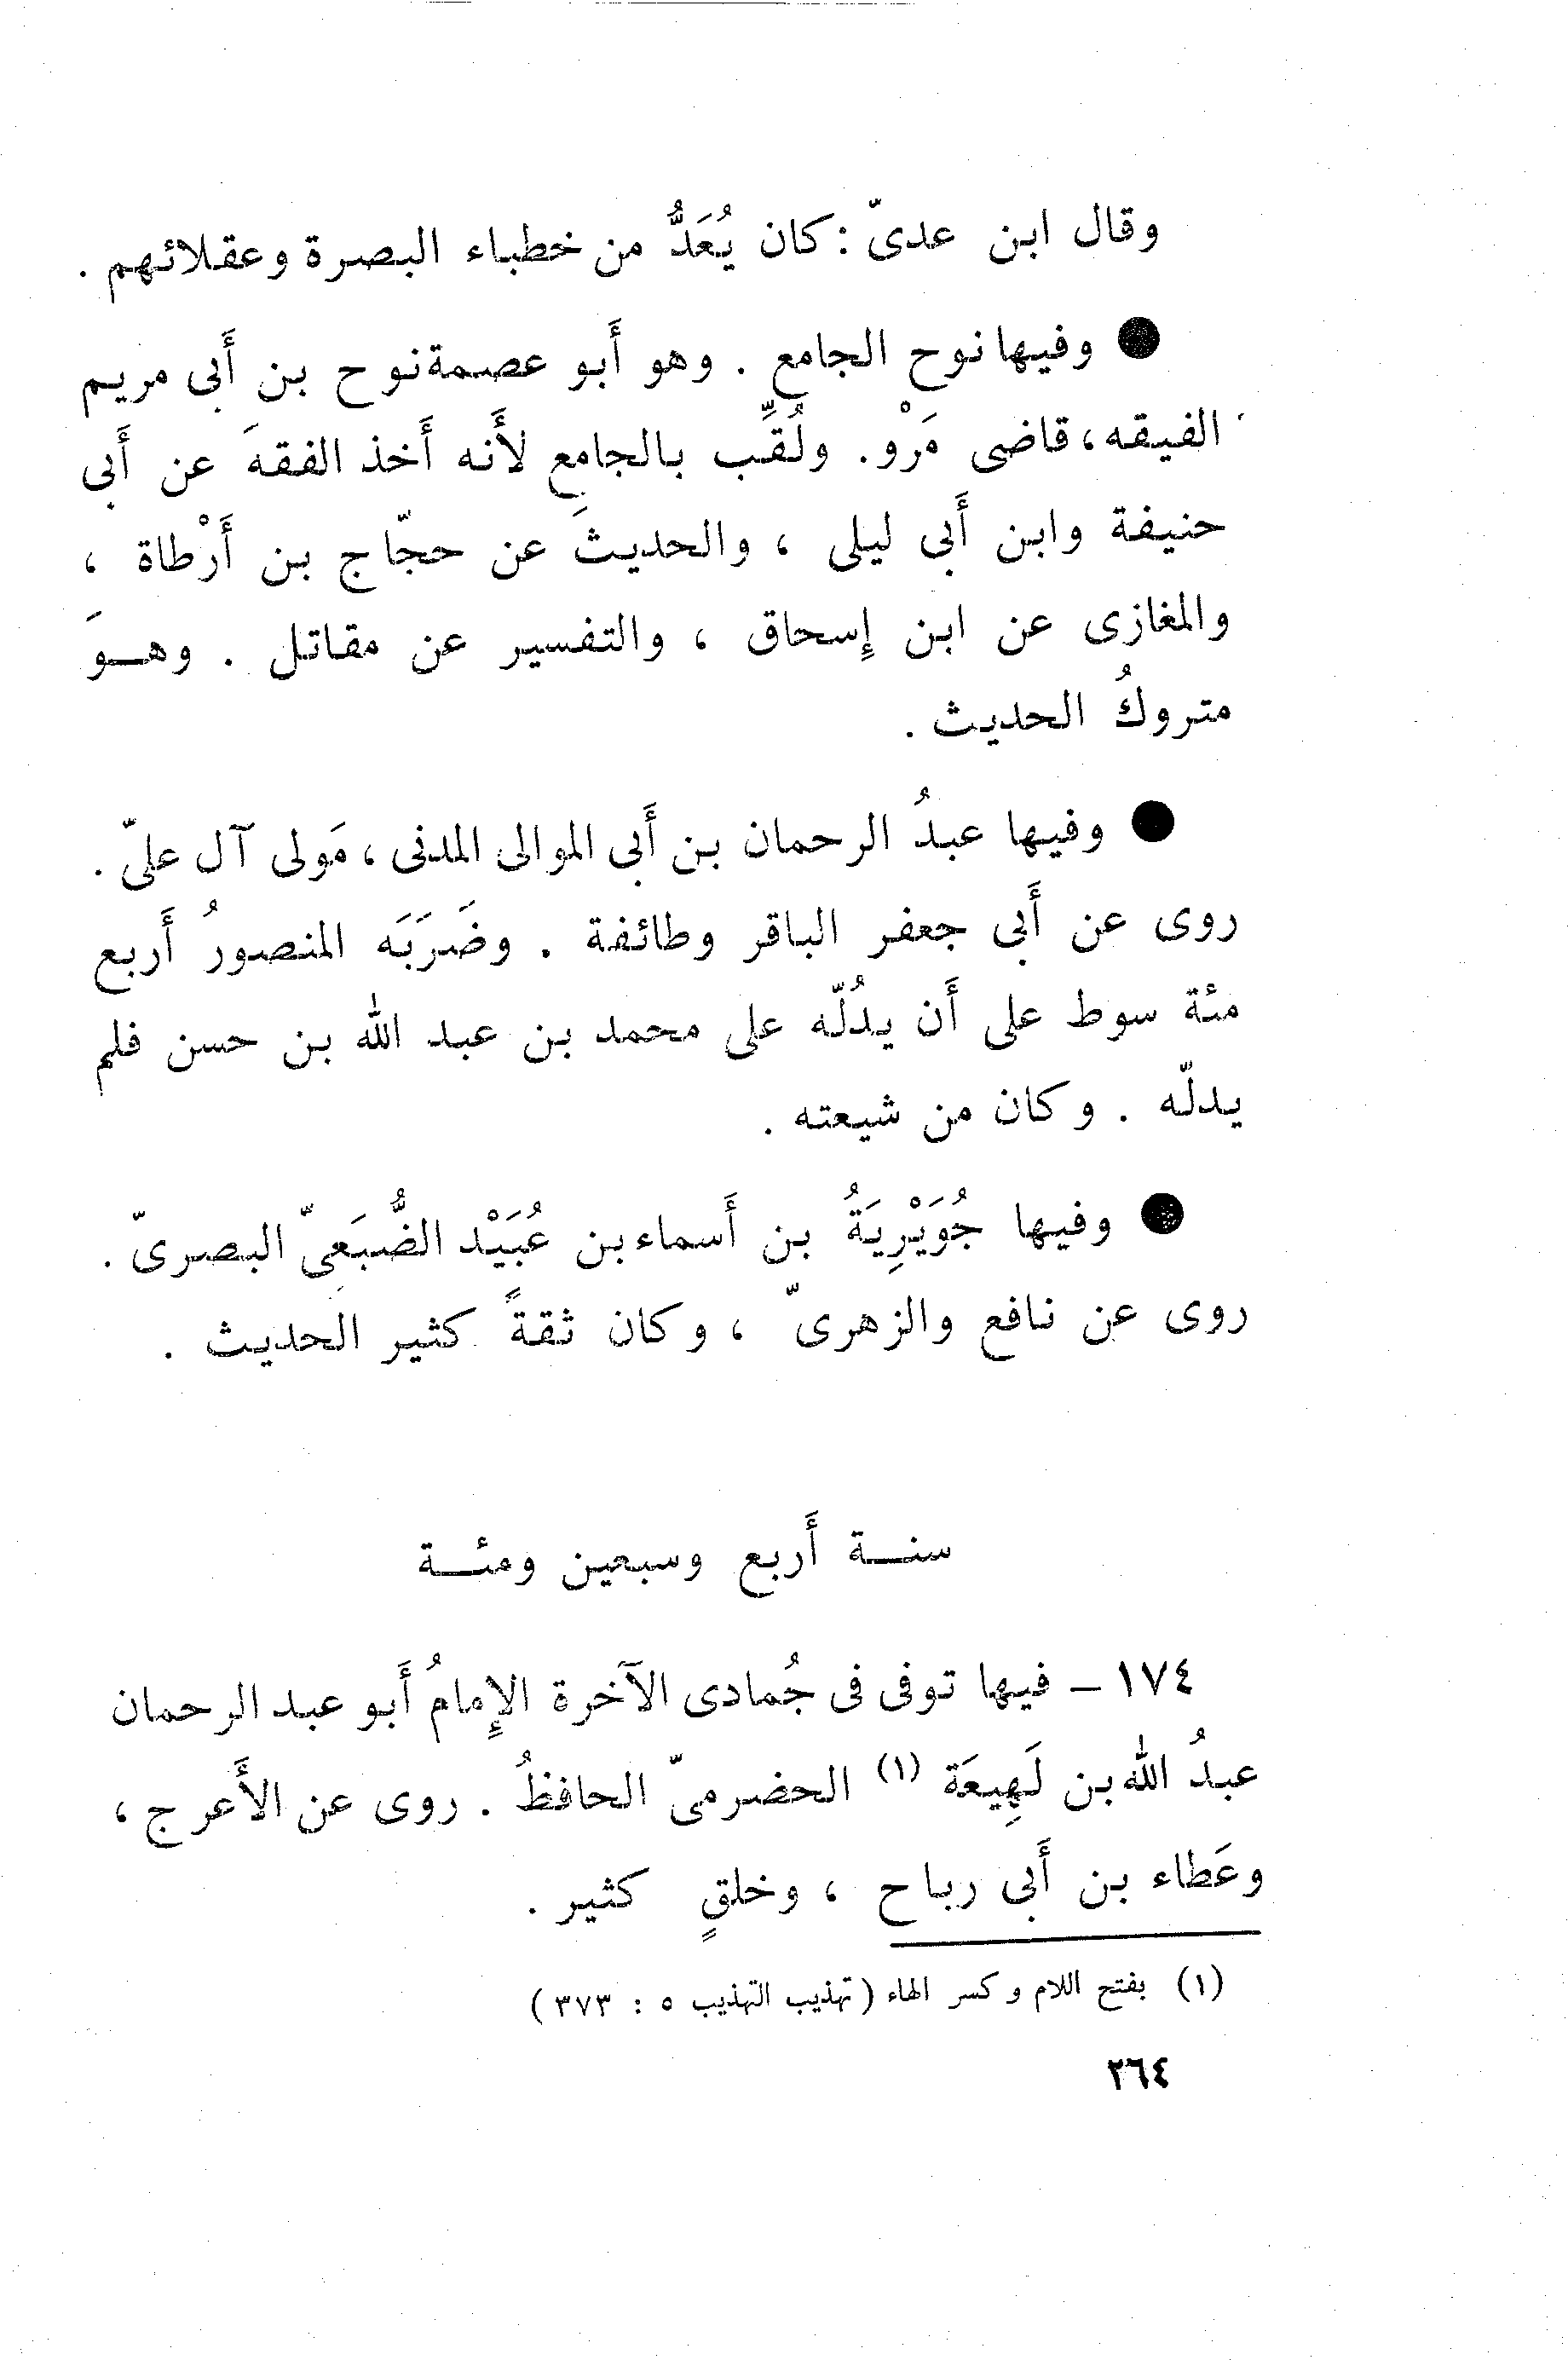 وقال ابن عدىّ : كان يُعَدُّ من خطباء البصرة وعقلائهم .
● وفيها نوح الجامع . وهو أَبو عصمة نوح بن أَبى مريم
الفيقه، قاضى مَرْو. ولُقِّب بالجامعِ لأَنه أَخذ الفقهَ عن أَبى
حنيفة وابن أَبى ليلى ، والحديثَ عن حجّاج بن أَرْطاة ،
والمغازى عن ابن إِسحاق ، والتفسير عن مقاتل . وهــوَ
متروكُ الحديث .
● وفيها عبدُ الرحمان بن أَبى الموالى المدنى ، مَولى آل علىّ .
روى عن أَبى جعفر الباقر وطائفة . وضَرَبَه المنصورُ أَربع
مئة سوط على أَن يدُلّه على محمد بن عبد الله بن حسن فلم
يدلّه . وكان من شيعته .
● وفيها جُوَيْرِيَةُ بن أَسماء بن عُبَيْد الضُّبَعِىّ البصرىّ .
روى عن نافع والزهرىّ ، وكان ثقةً كثير الحديث .
سنــة أَربع وسبعين ومئــة
١٧٤ – فيها توفى فى جُمادى الآخرة الإِمامُ أَبو عبد الرحمان
عبدُ الله بن لَهِيعَة (١) الحضرمىّ الحافظُ . روى عن الأَعرج ،
وعَطاء بن أَبى رباح ، وخلقٍ كثير .
(١) بفتح اللام وكسر الهاء (تهذيب التهذيب ٥ : ٣٧٣ )
٢٦٤